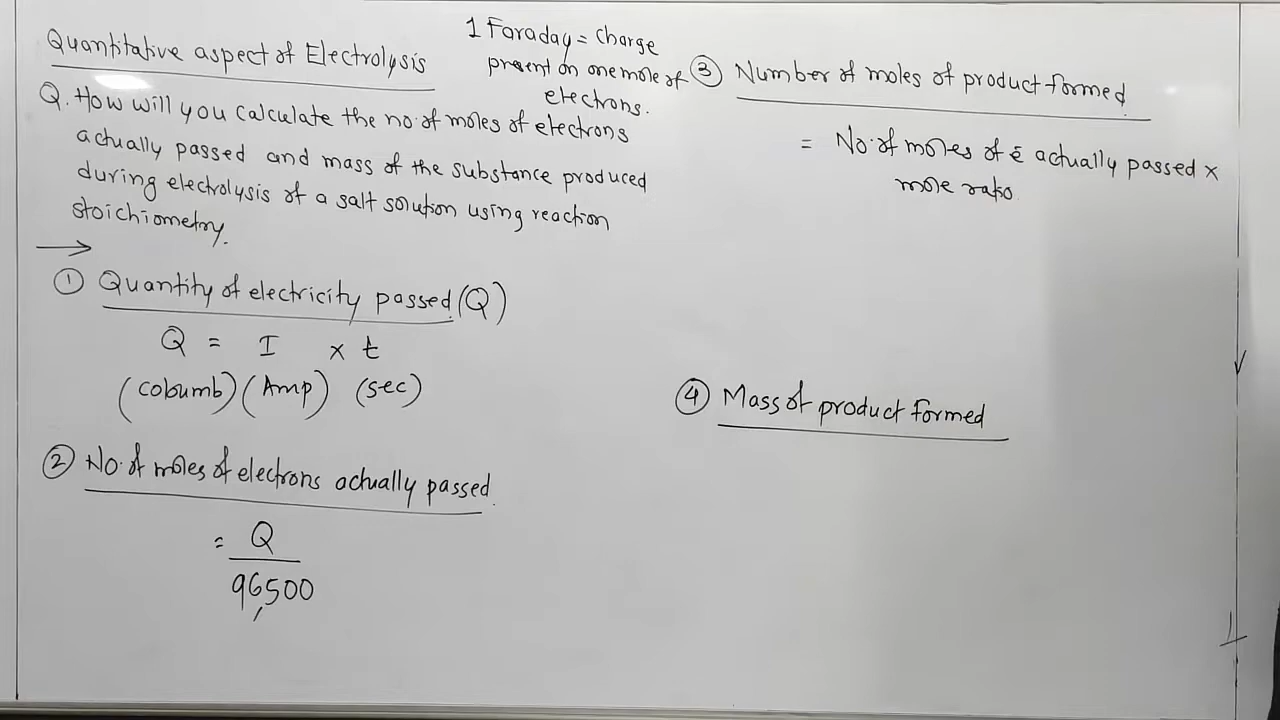 Quantitative aspect of Electrolysis
Q. How will you calculate the no. of moles of electrons
actually passed and mass of the substance produced
during electrolysis of a salt solution using reaction
stoichiometry.
→
① Quantity of electricity passed (Q)
Q = I × t
(Coloumb) (Amp) (sec)
② No. of moles of electrons actually passed.
= Q
96,500
1 Faraday = Charge
present on one mole of
electrons.
③ Number of moles of product formed
= No. of moles of ē actually passed ×
mole ratio
④ Mass of product formed